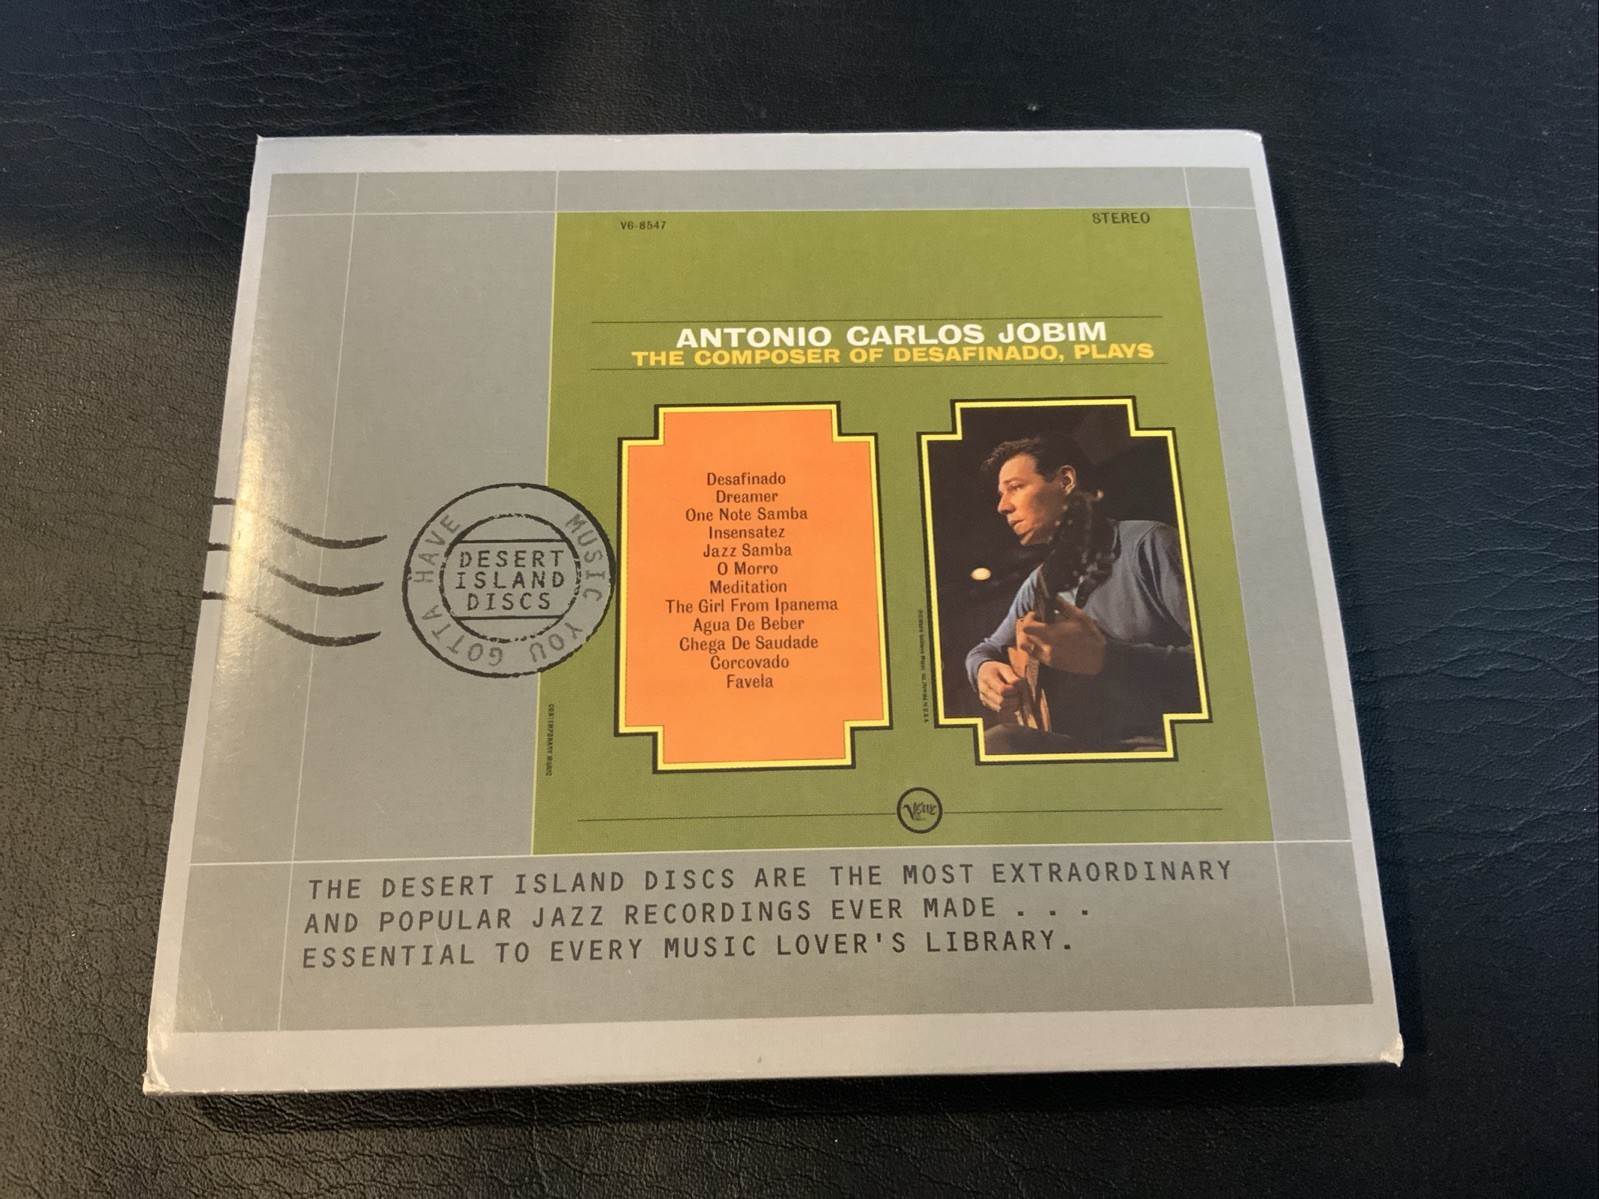 V6-8547
STEREO
ANTONIO CARLOS JOBIM
THE COMPOSER OF DESAFINADO, PLAYS
Desafinado
Dreamer
One Note Samba
Insensatez
Jazz Samba
O Morro
Meditation
The Girl From Ipanema
Agua De Beber
Chega De Saudade
Corcovado
Favela
MUSIC YOU GOTTA HAVE
DESERT
ISLAND
DISCS
CONTEMPORARY MUSIC
Verve
THE DESERT ISLAND DISCS ARE THE MOST EXTRAORDINARY
AND POPULAR JAZZ RECORDINGS EVER MADE . . .
ESSENTIAL TO EVERY MUSIC LOVER'S LIBRARY.